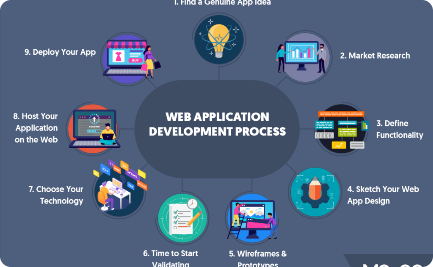 1. Find a Genuine App Idea
2. Market Research
3. Define
Functionality
4. Sketch Your Web
App Design
5. Wireframes &
Prototypes
6. Time to Start
Validating
7. Choose Your
Technology
8. Host Your
Application
on the Web
9. Deploy Your App
WEB APPLICATION
DEVELOPMENT PROCESS